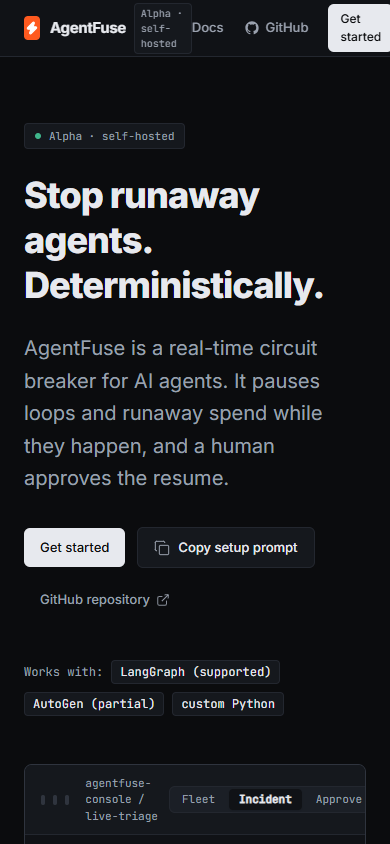 AgentFuse
Alpha ·
self-
hosted
Docs
GitHub
Get
started
Alpha · self-hosted
Stop runaway
agents.
Deterministically.
AgentFuse is a real-time circuit
breaker for AI agents. It pauses
loops and runaway spend while
they happen, and a human
approves the resume.
Get started
Copy setup prompt
GitHub repository
Works with:
LangGraph (supported)
AutoGen (partial)
custom Python
agentfuse-
console /
live-triage
Fleet
Incident
Approve